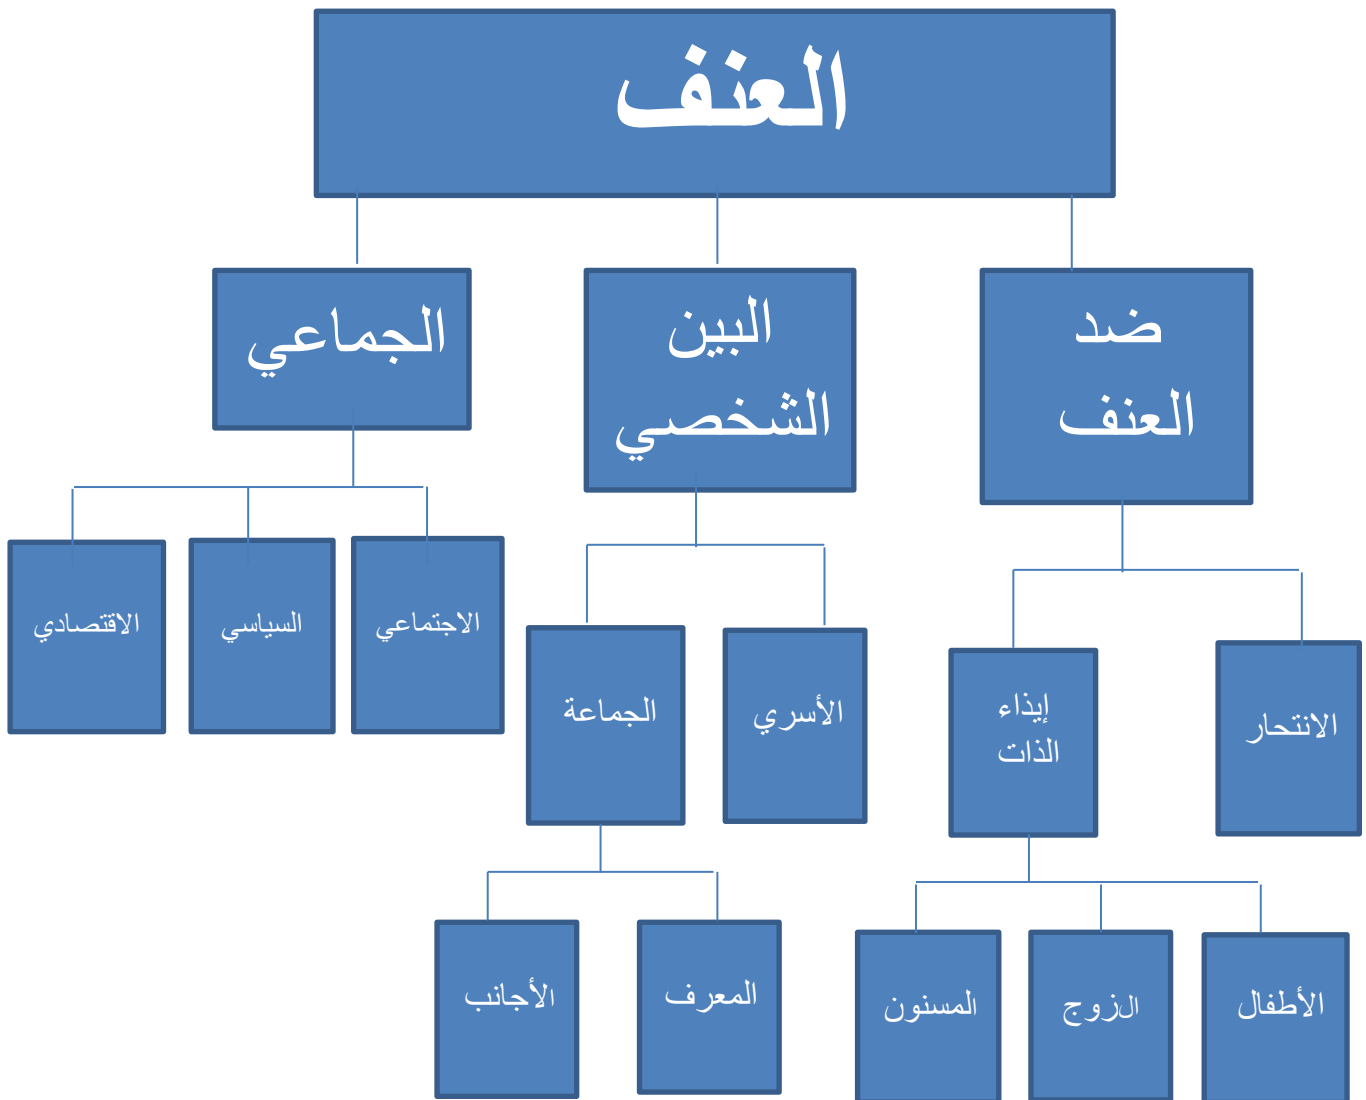 العنف
ضد
العنف
البين
الشخصي
الجماعي
الاجتماعي
السياسي
الاقتصادي
الأسري
الجماعة
الانتحار
إيذاء
الذات
المعرف
الأجانب
الأطفال
الزوج
المسنون